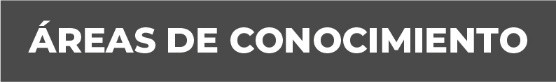 ÁREAS DE CONOCIMIENTO